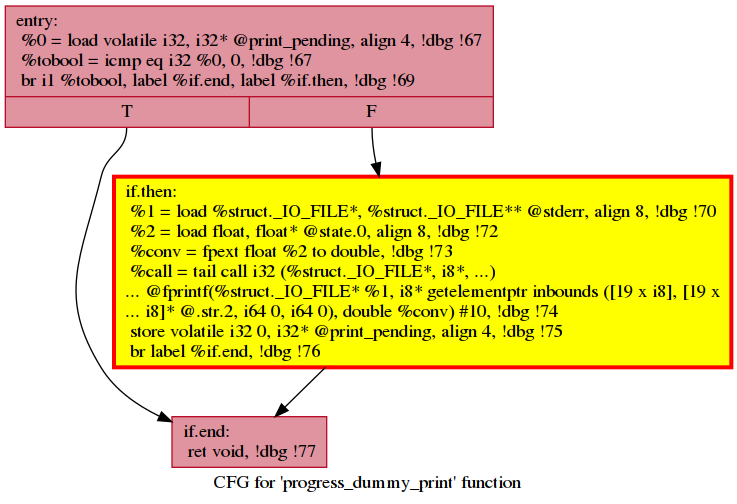 entry:
%0 = load volatile i32, i32* @print_pending, align 4, !dbg !67
%tobool = icmp eq i32 %0, 0, !dbg !67
br i1 %tobool, label %if.end, label %if.then, !dbg !69
T F
if.then:
%1 = load %struct._IO_FILE*, %struct._IO_FILE** @stderr, align 8, !dbg !70
%2 = load float, float* @state.0, align 8, !dbg !72
%conv = fpext float %2 to double, !dbg !73
%call = tail call i32 (%struct._IO_FILE*, i8*, ...)
... @fprintf(%struct._IO_FILE* %1, i8* getelementptr inbounds ([19 x i8], [19 x
... i8]* @.str.2, i64 0, i64 0), double %conv) #10, !dbg !74
store volatile i32 0, i32* @print_pending, align 4, !dbg !75
br label %if.end, !dbg !76
if.end:
ret void, !dbg !77
CFG for 'progress_dummy_print' function